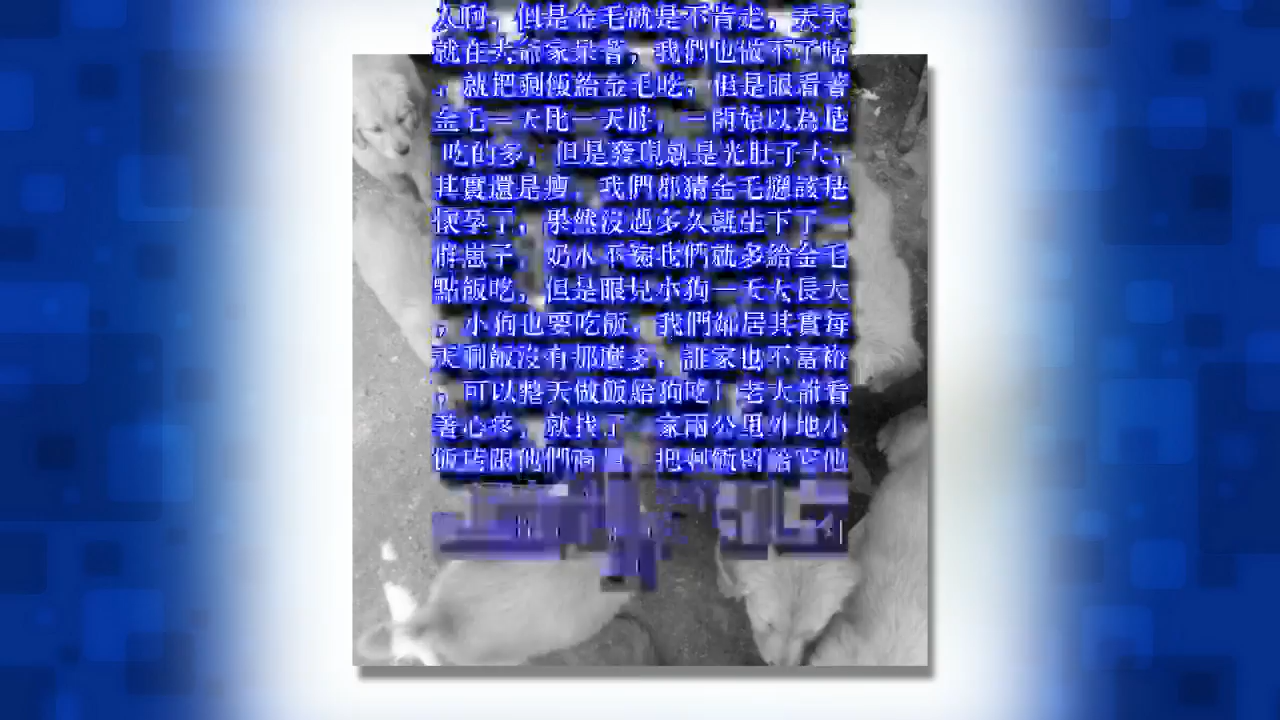 人啊，但是金毛就是不肯走，天天
就在大爺家呆著，我們也做不了啥
，就把剩飯給金毛吃，但是眼看著
金毛一天比一天胖，一開始以為是
吃的多，但是發現就是光肚子大，
其實還是瘦，我們都猜金毛應該是
懷孕了，果然沒過多久就生下了一
群崽子，奶水不夠我們就多給金毛
點飯吃，但是眼見小狗一天天長大
，小狗也要吃飯，我們鄰居其實每
天剩飯沒有那麼多，誰家也不富裕
，可以整天做飯給狗吃，老大爺看
著心疼，就找了一家兩公里外地小
飯店跟他們商量，把剩飯留給它他